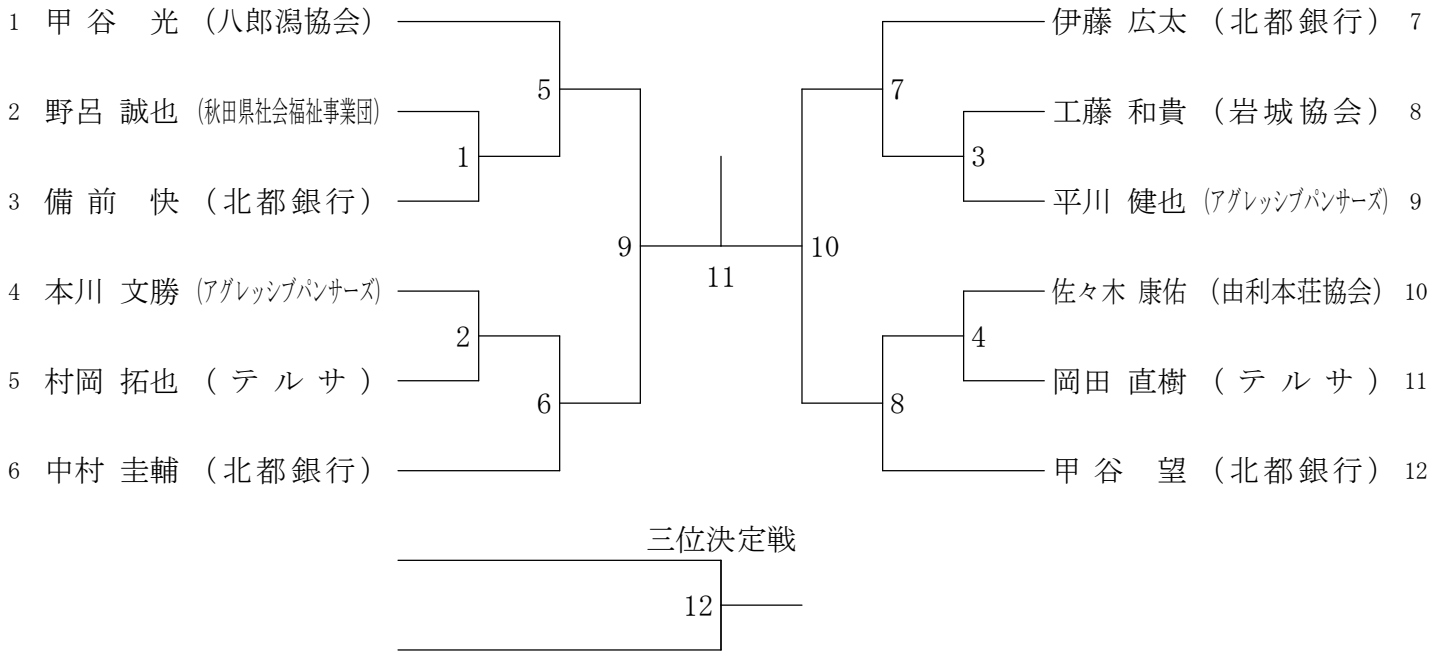 1 甲谷 光 (八郎潟協会)
5
2 野呂 誠也 (秋田県社会福祉事業団)
1
3 備前 快 (北都銀行)
9
4 本川 文勝 (アグレッシブパンサーズ)
2
5 村岡 拓也 (テルサ)
6
6 中村 圭輔 (北都銀行)
11
伊藤 広太 (北都銀行) 7
7
工藤 和貴 (岩城協会) 8
3
平川 健也 (アグレッシブパンサーズ) 9
10
佐々木 康佑 (由利本荘協会) 10
4
岡田 直樹 (テルサ) 11
8
甲谷 望 (北都銀行) 12
三位決定戦
12